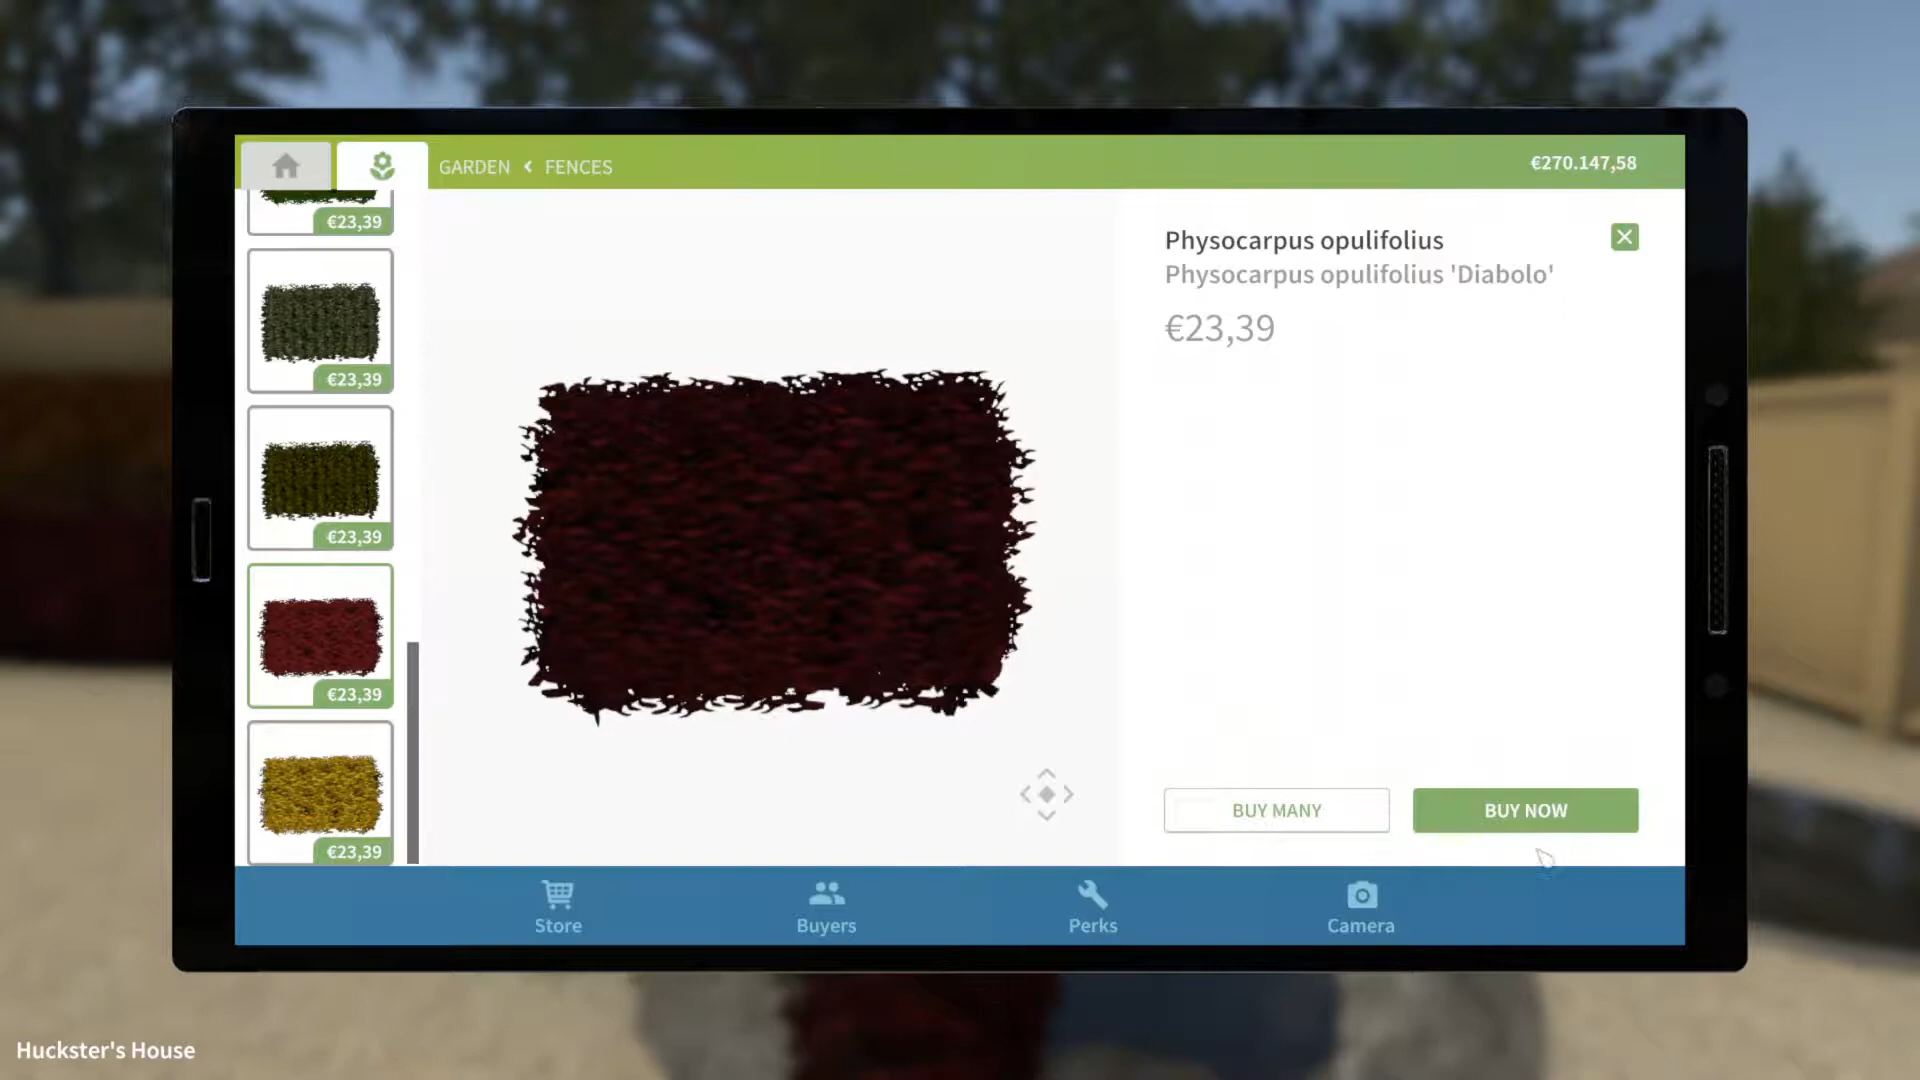 GARDEN < FENCES
€270.147,58
€23,39
€23,39
€23,39
€23,39
€23,39
Physocarpus opulifolius
Physocarpus opulifolius 'Diabolo'
€23,39
BUY MANY
BUY NOW
Store
Buyers
Perks
Camera
Huckster's House